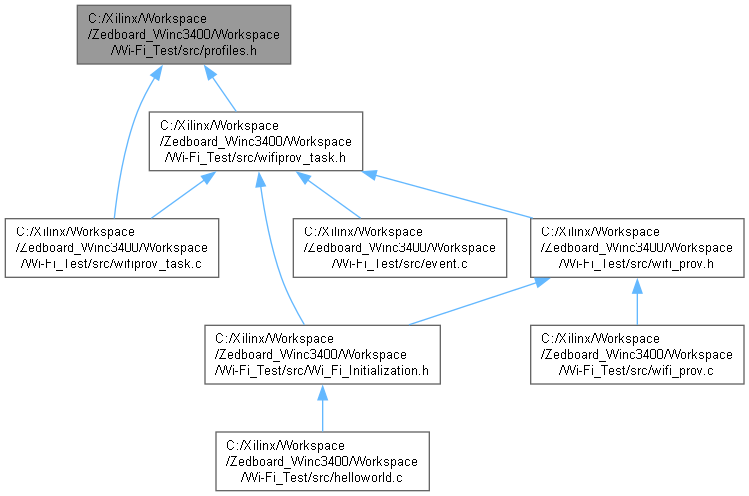 C:/Xilinx/Workspace
/Zedboard_Winc3400/Workspace
/Wi-Fi_Test/src/profiles.h
C:/Xilinx/Workspace
/Zedboard_Winc3400/Workspace
/Wi-Fi_Test/src/wifiprov_task.h
C:/Xilinx/Workspace
/Zedboard_Winc3400/Workspace
/Wi-Fi_Test/src/wifiprov_task.c
C:/Xilinx/Workspace
/Zedboard_Winc3400/Workspace
/Wi-Fi_Test/src/event.c
C:/Xilinx/Workspace
/Zedboard_Winc3400/Workspace
/Wi-Fi_Test/src/wifi_prov.h
C:/Xilinx/Workspace
/Zedboard_Winc3400/Workspace
/Wi-Fi_Test/src/Wi_Fi_Initialization.h
C:/Xilinx/Workspace
/Zedboard_Winc3400/Workspace
/Wi-Fi_Test/src/wifi_prov.c
C:/Xilinx/Workspace
/Zedboard_Winc3400/Workspace
/Wi-Fi_Test/src/helloworld.c